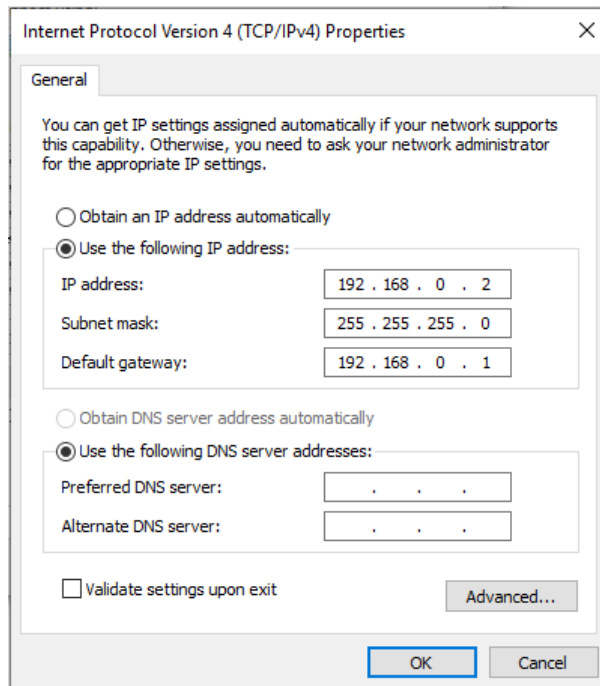 Internet Protocol Version 4 (TCP/IPv4) Properties
General
You can get IP settings assigned automatically if your network supports
this capability. Otherwise, you need to ask your network administrator
for the appropriate IP settings.
Obtain an IP address automatically
Use the following IP address:
IP address: 192 . 168 . 0 . 2
Subnet mask: 255 . 255 . 255 . 0
Default gateway: 192 . 168 . 0 . 1
Obtain DNS server address automatically
Use the following DNS server addresses:
Preferred DNS server: . . .
Alternate DNS server: . . .
Validate settings upon exit
Advanced...
OK Cancel